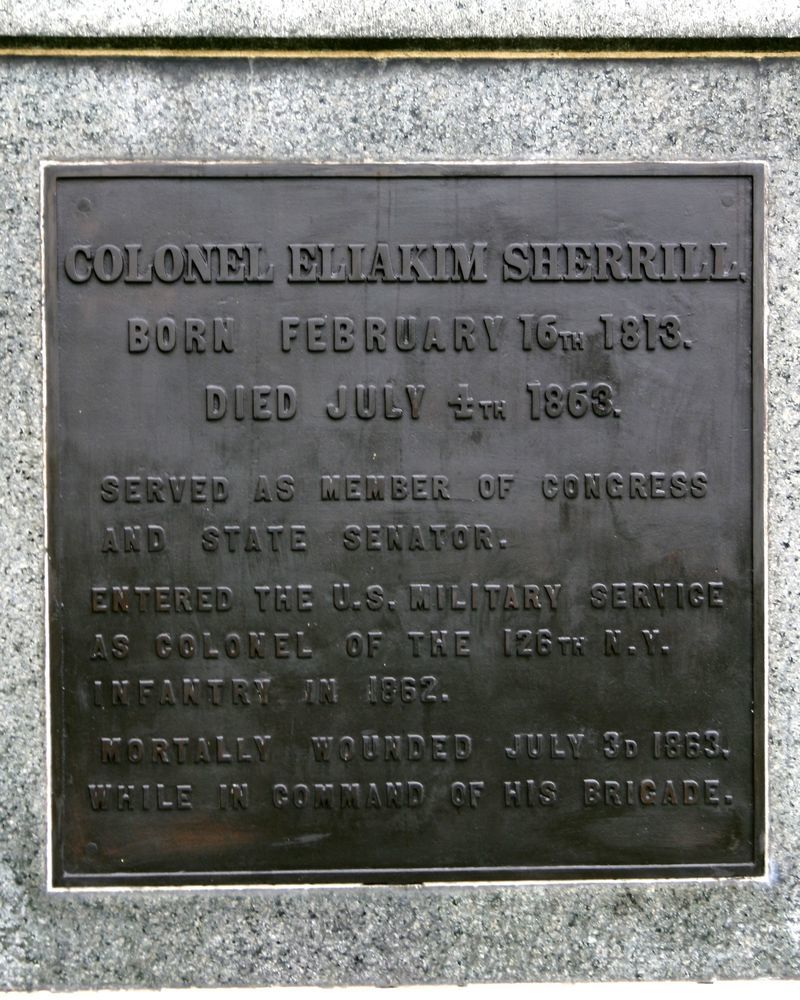 COLONEL ELIAKIM SHERRILL.
BORN FEBRUARY 16TH 1813.
DIED JULY 4TH 1863.
SERVED AS MEMBER OF CONGRESS
AND STATE SENATOR.
ENTERED THE U.S. MILITARY SERVICE
AS COLONEL OF THE 126TH N.Y.
INFANTRY IN 1862.
MORTALLY WOUNDED JULY 3D 1863,
WHILE IN COMMAND OF HIS BRIGADE.